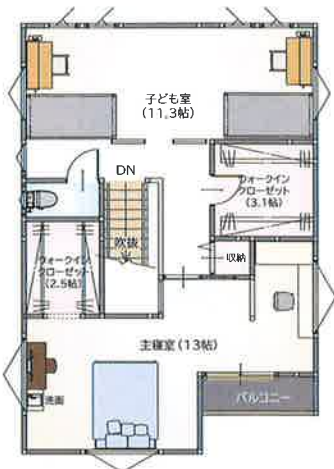 子ども室
(11.3帖)
DN
ウォークイン
クローゼット
(3.1帖)
吹抜
収納
ウォークイン
クローゼット
(2.5帖)
主寝室(13帖)
洗面
バルコニー